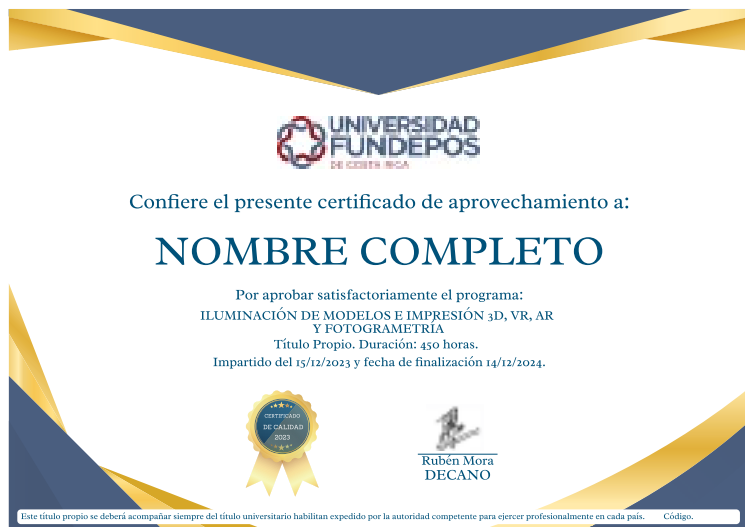 UNIVERSIDAD
FUNDEPOS
DE COSTA RICA
Confiere el presente certificado de aprovechamiento a:
NOMBRE COMPLETO
Por aprobar satisfactoriamente el programa:
ILUMINACIÓN DE MODELOS E IMPRESIÓN 3D, VR, AR
Y FOTOGRAMETRÍA
Título Propio. Duración: 450 horas.
Impartido del 15/12/2023 y fecha de finalización 14/12/2024.
CERTIFICADO
DE CALIDAD
2023
Rubén Mora
DECANO
Este título propio se deberá acompañar siempre del título universitario habilitan expedido por la autoridad competente para ejercer profesionalmente en cada país. Código.